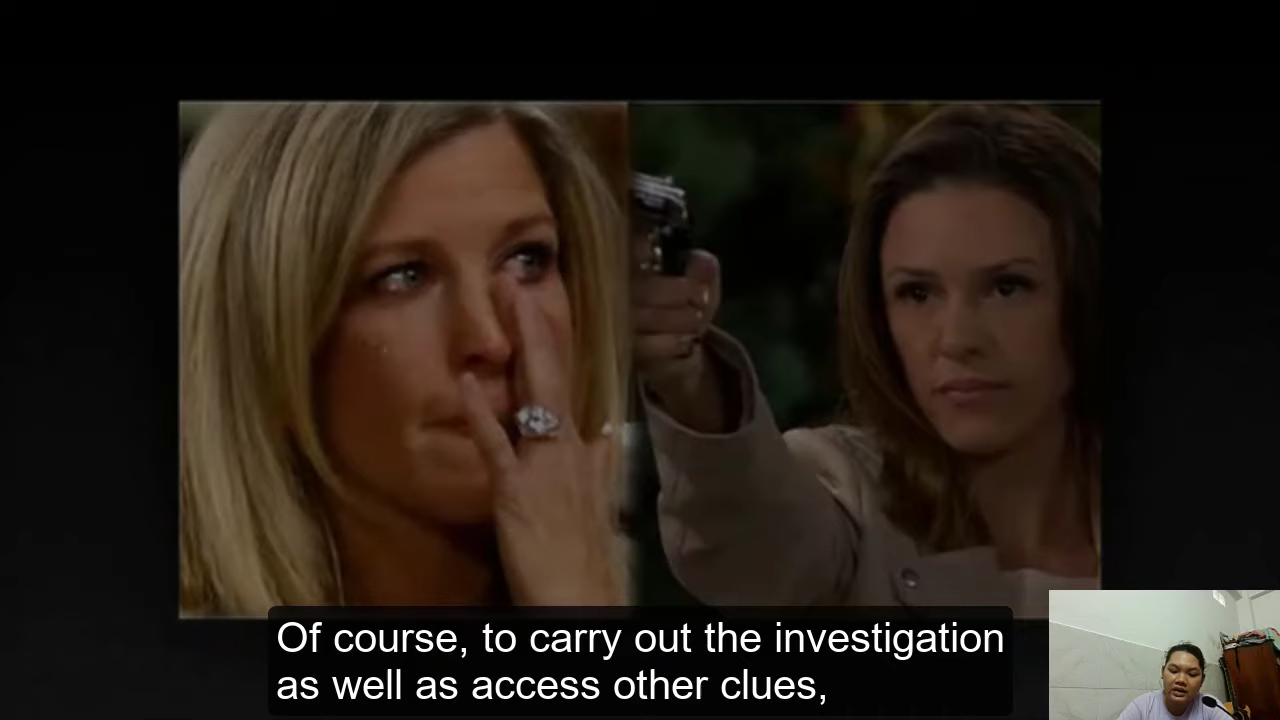 Of course, to carry out the investigation
as well as access other clues,